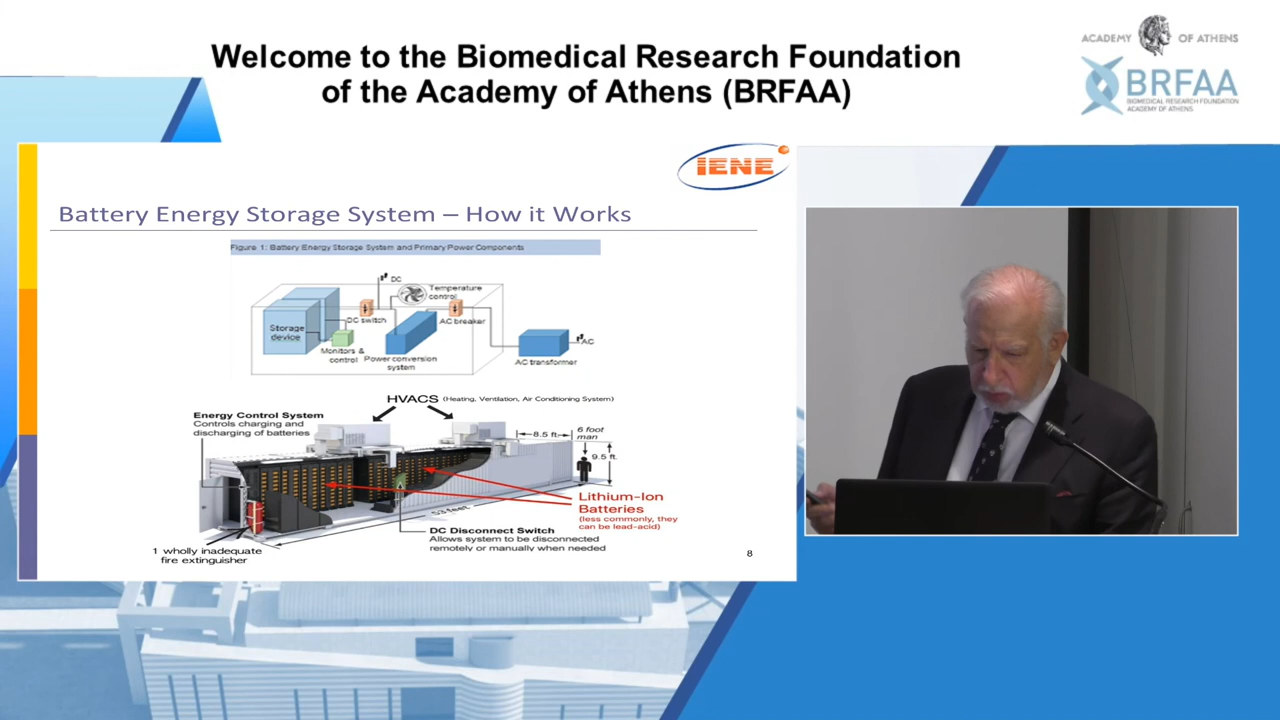 Welcome to the Biomedical Research Foundation
of the Academy of Athens (BRFAA)
ACADEMY OF ATHENS
BRFAA
BIOMEDICAL RESEARCH FOUNDATION
ACADEMY OF ATHENS
IENE
Battery Energy Storage System – How it Works
Figure 1: Battery Energy Storage System and Primary Power Components
DC
Temperature
control
DC switch
AC breaker
Storage
device
Monitors &
control
Power conversion
system
AC
AC transformer
HVACS (Heating, Ventilation, Air Conditioning System)
Energy Control System
Controls charging and
discharging of batteries
8.5 ft.
6 foot
man
9.5 ft.
Lithium-Ion
Batteries
(less commonly, they
can be lead-acid)
53 feet
DC Disconnect Switch
Allows system to be disconnected
remotely or manually when needed
1 wholly inadequate
fire extinguisher
8